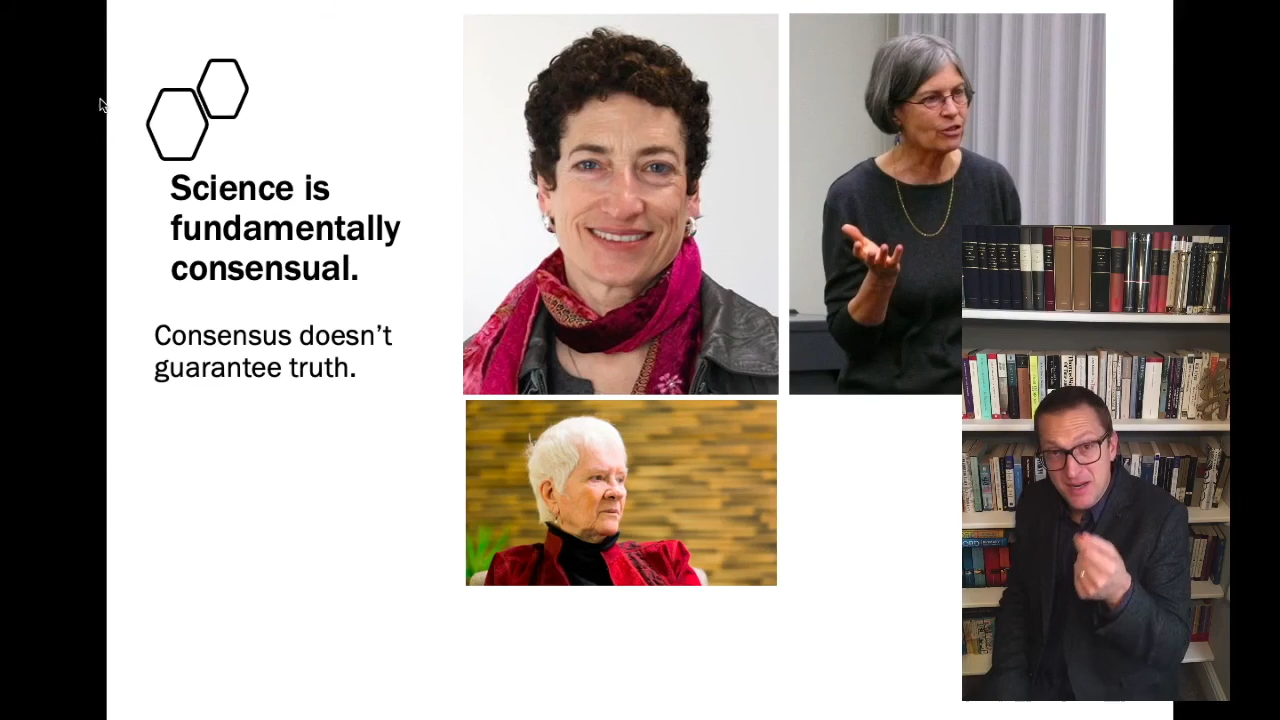 Science is
fundamentally
consensual.
Consensus doesn’t
guarantee truth.